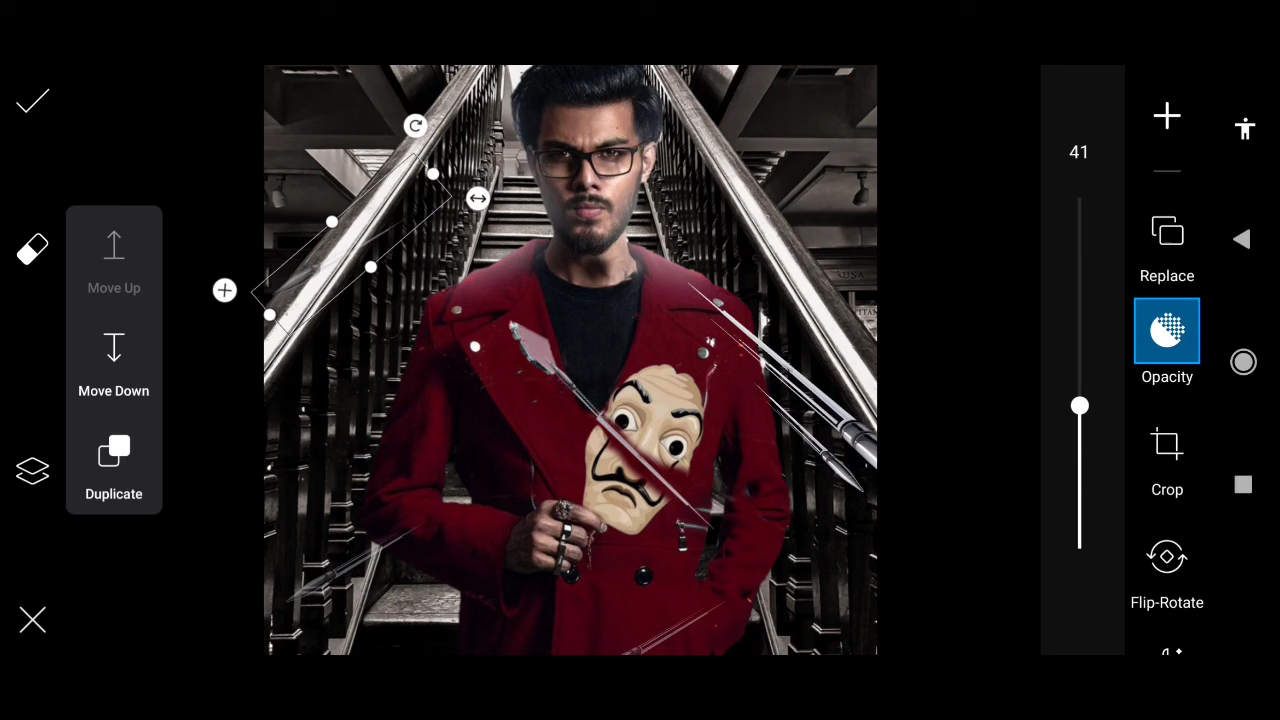 41
Replace
Move Up
Opacity
Move Down
Crop
Duplicate
Flip-Rotate